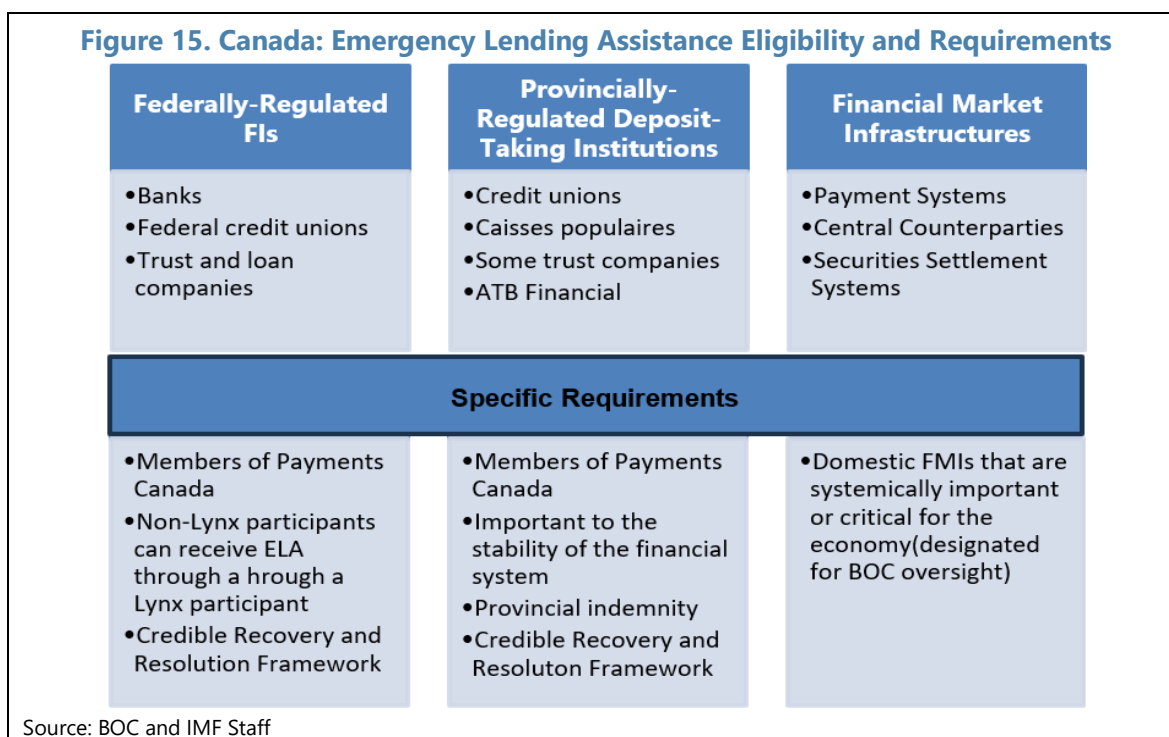 Figure 15. Canada: Emergency Lending Assistance Eligibility and Requirements
Federally-Regulated
FIs
•Banks
•Federal credit unions
•Trust and loan
companies
Provincially-
Regulated Deposit-
Taking Institutions
•Credit unions
•Caisses populaires
•Some trust companies
•ATB Financial
Financial Market
Infrastructures
•Payment Systems
•Central Counterparties
•Securities Settlement
Systems
Specific Requirements
•Members of Payments
Canada
•Non-Lynx participants
can receive ELA
through a hrough a
Lynx participant
•Credible Recovery and
Resolution Framework
•Members of Payments
Canada
•Important to the
stability of the financial
system
•Provincial indemnity
•Credible Recovery and
Resoluton Framework
•Domestic FMIs that are
systemically important
or critical for the
economy(designated
for BOC oversight)
Source: BOC and IMF Staff